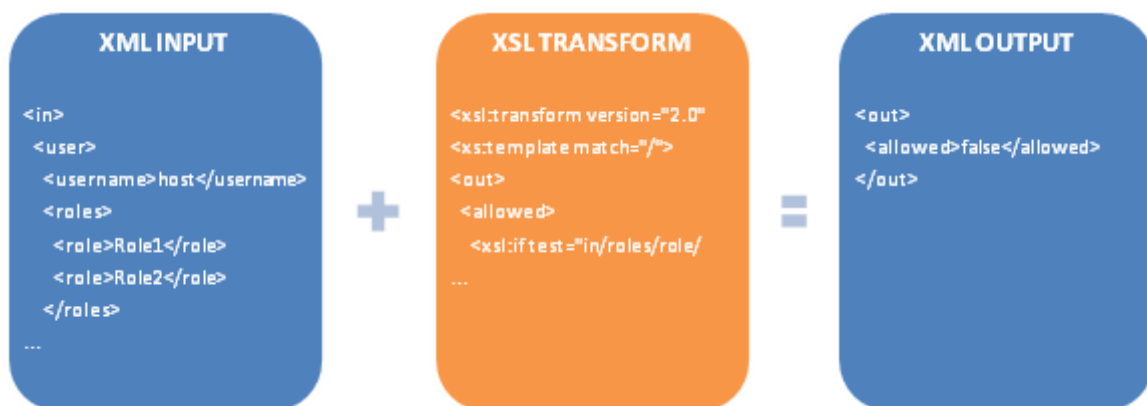 XML INPUT
<in>
<user>
<username>host</username>
<roles>
<role>Role1</role>
<role>Role2</role>
</roles>
...
XSL TRANSFORM
<xsl:transform version="2.0"
<xs:template match="/">
<out>
<allowed>
<xsl:if test="in/roles/role/
...
XML OUTPUT
<out>
<allowed>false</allowed>
</out>